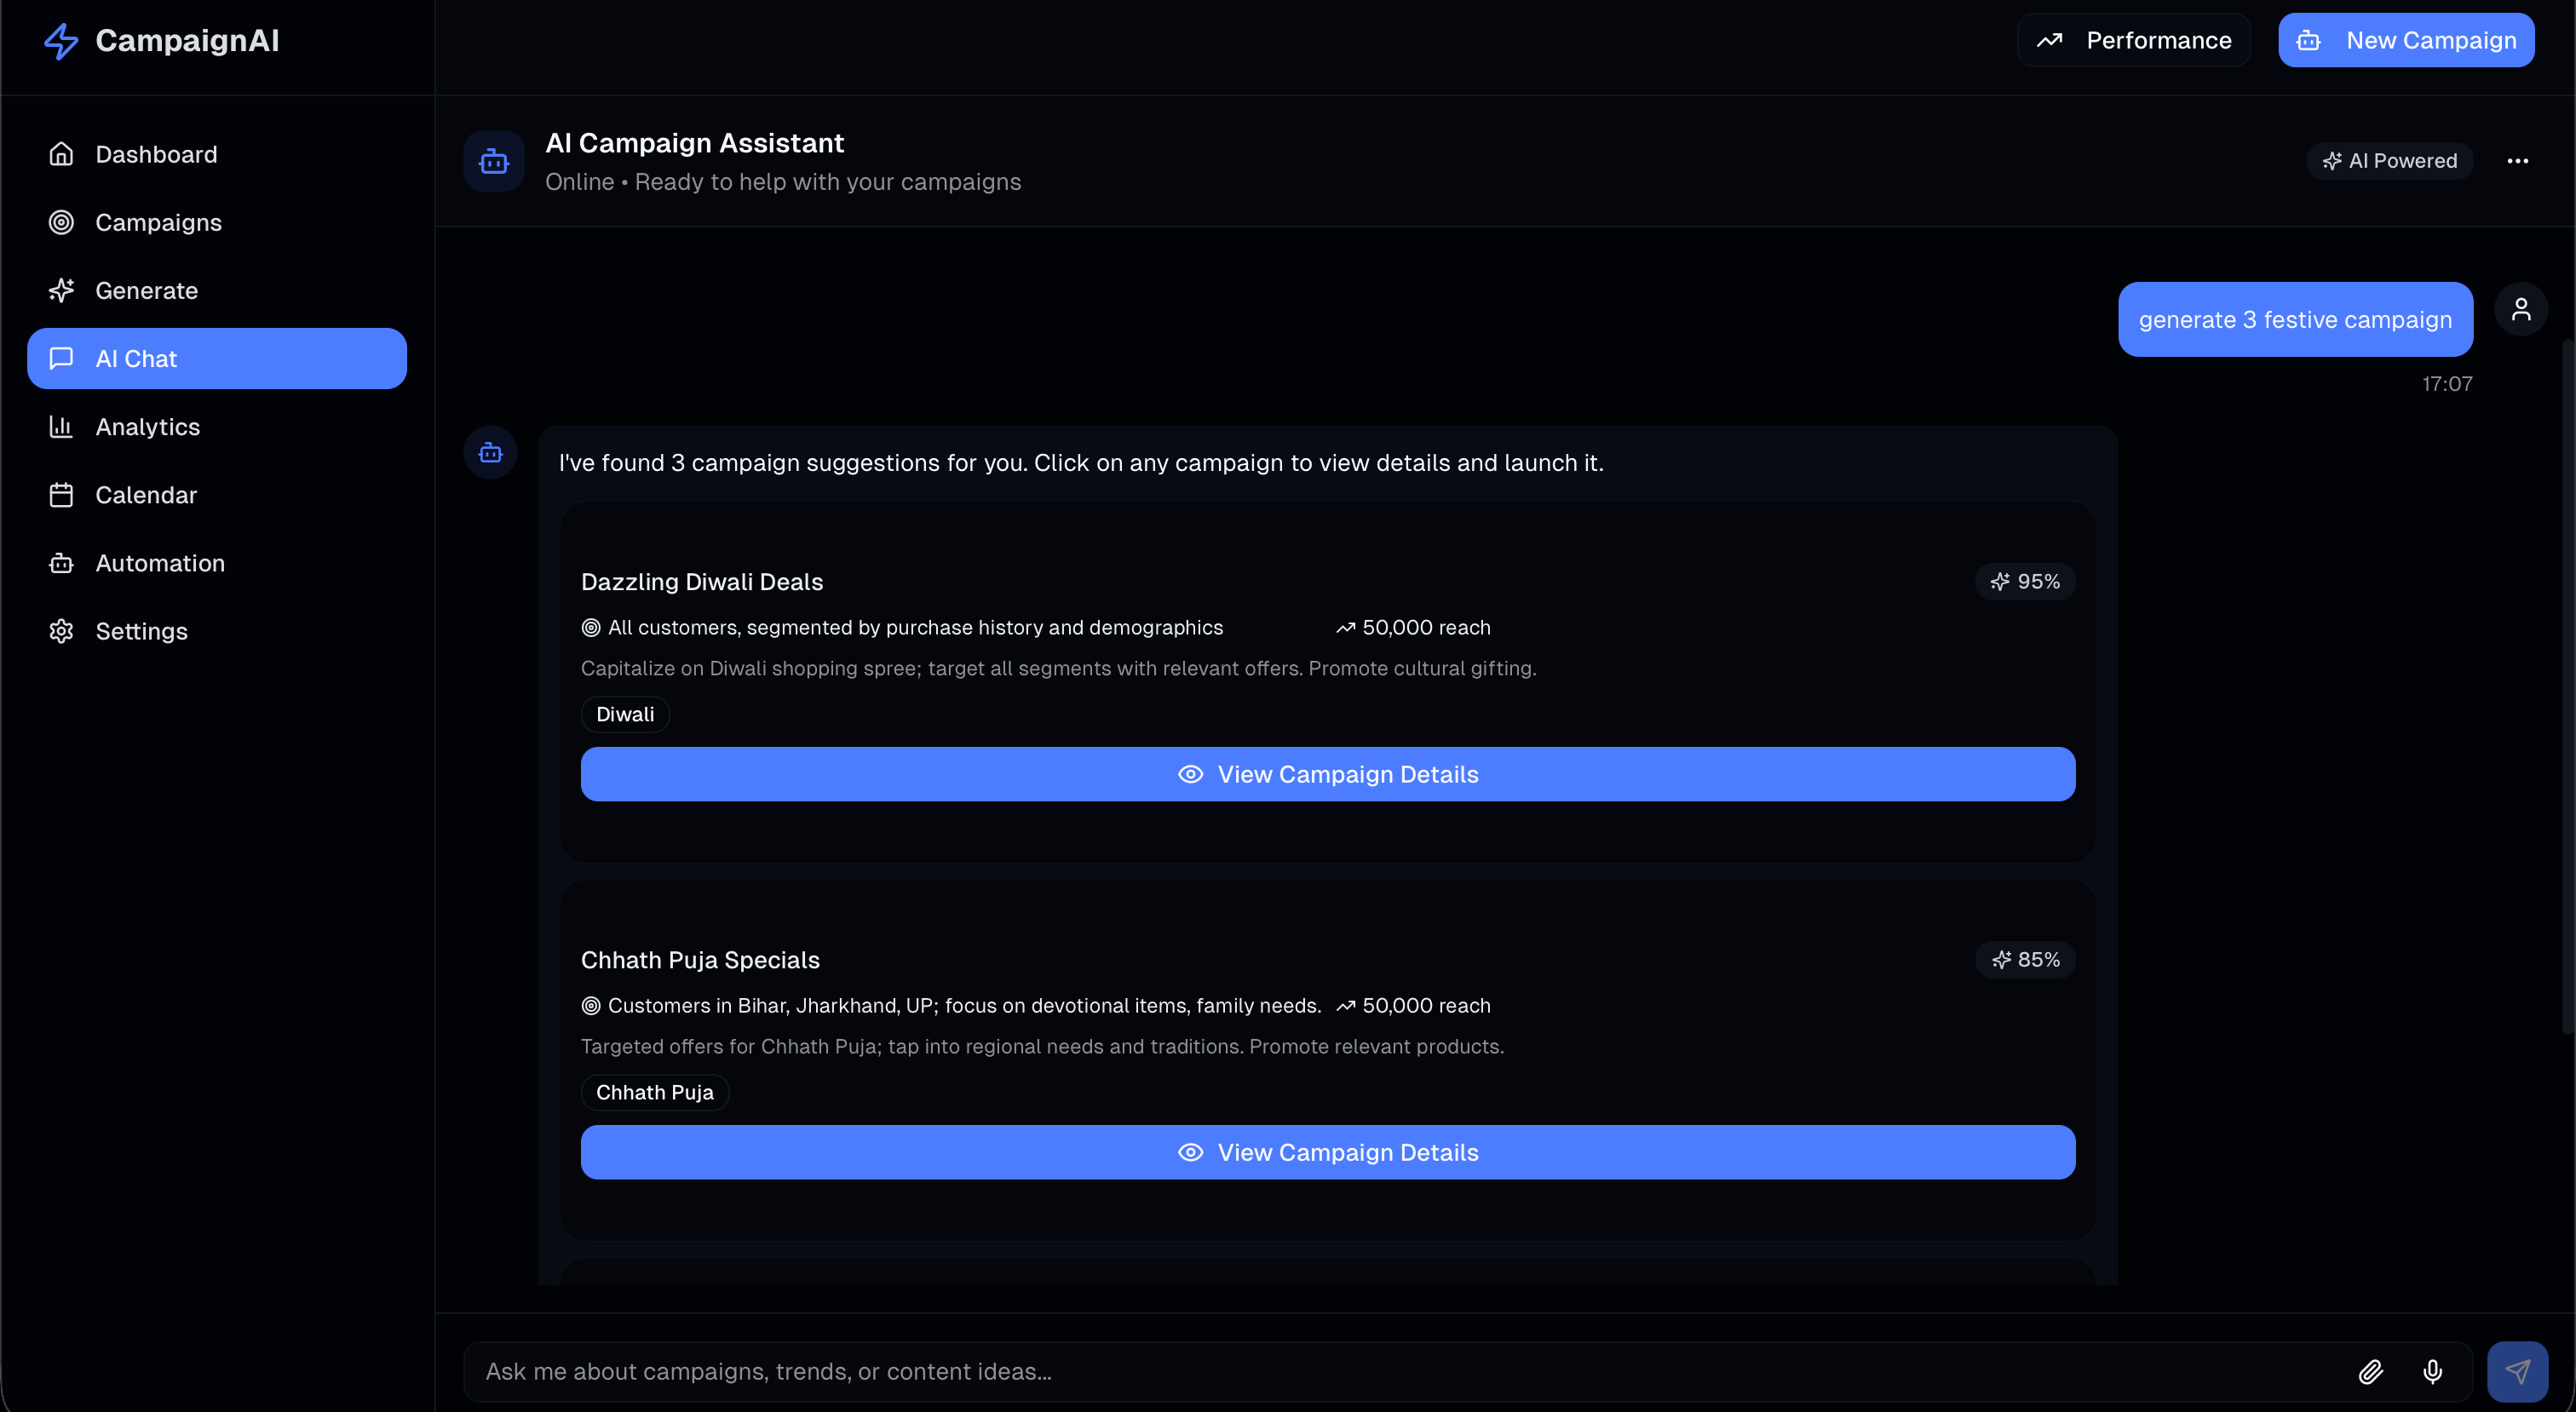 CampaignAI
Performance
New Campaign
Dashboard
Campaigns
Generate
AI Chat
Analytics
Calendar
Automation
Settings
AI Campaign Assistant
Online • Ready to help with your campaigns
AI Powered
generate 3 festive campaign
17:07
I've found 3 campaign suggestions for you. Click on any campaign to view details and launch it.
Dazzling Diwali Deals
95%
All customers, segmented by purchase history and demographics
50,000 reach
Capitalize on Diwali shopping spree; target all segments with relevant offers. Promote cultural gifting.
Diwali
View Campaign Details
Chhath Puja Specials
85%
Customers in Bihar, Jharkhand, UP; focus on devotional items, family needs.
50,000 reach
Targeted offers for Chhath Puja; tap into regional needs and traditions. Promote relevant products.
Chhath Puja
View Campaign Details
Ask me about campaigns, trends, or content ideas...